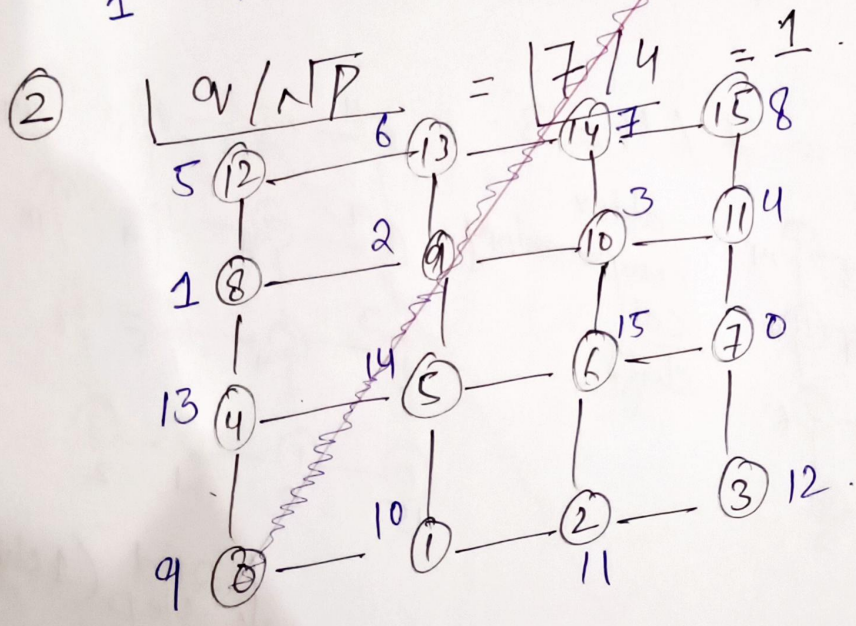 1
② ⌊q/√p⌋ = ⌊7/4⌋ = 1.
5 12 6 13 14 7 15 8
1 8 2 9 10 3 11 4
13 4 14 5 6 15 7 0
9 0 10 1 2 11 3 12.